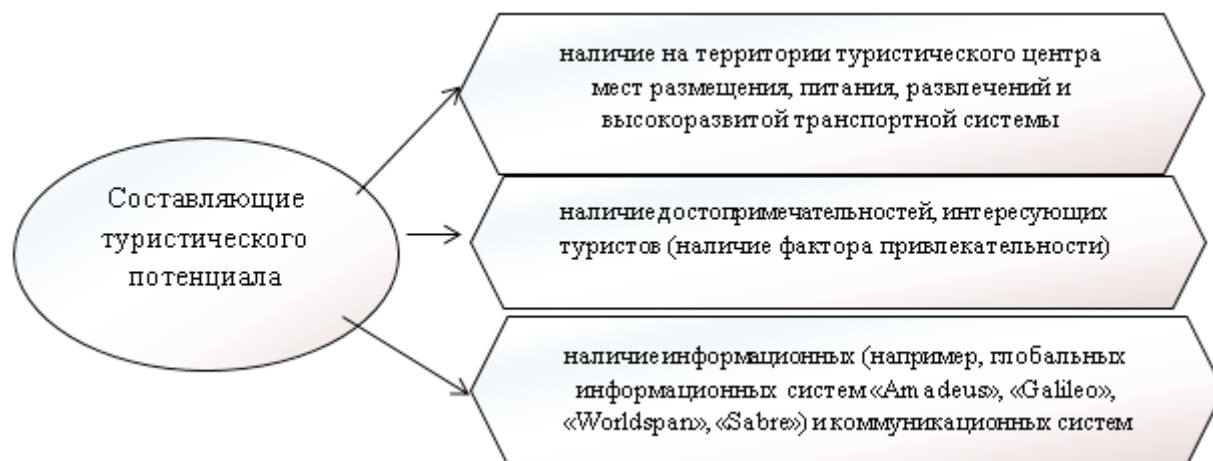 Составляющие
туристического
потенциала
наличие на территории туристического центра
мест размещения, питания, развлечений и
высокоразвитой транспортной системы
наличие достопримечательностей, интересующих
туристов (наличие фактора привлекательности)
наличие информационных (например, глобальных
информационных систем «Amadeus», «Galileo»,
«Worldspan», «Sabre») и коммуникационных систем